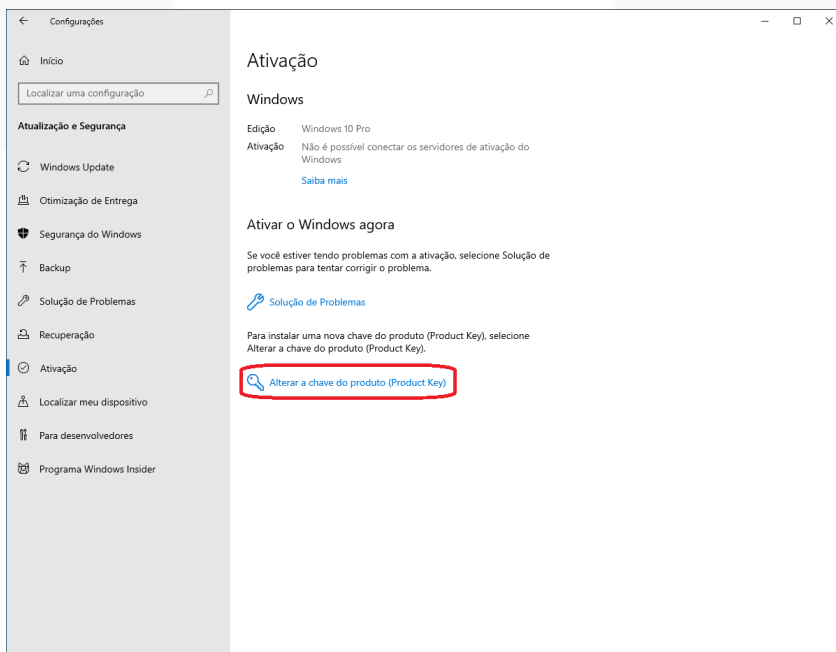 Configurações
Início
Localizar uma configuração
Atualização e Segurança
Windows Update
Otimização de Entrega
Segurança do Windows
Backup
Solução de Problemas
Recuperação
Ativação
Localizar meu dispositivo
Para desenvolvedores
Programa Windows Insider
Ativação
Windows
Edição Windows 10 Pro
Ativação Não é possível conectar os servidores de ativação do
Windows
Saiba mais
Ativar o Windows agora
Se você estiver tendo problemas com a ativação, selecione Solução de
problemas para tentar corrigir o problema.
Solução de Problemas
Para instalar uma nova chave do produto (Product Key), selecione
Alterar a chave do produto (Product Key).
Alterar a chave do produto (Product Key)